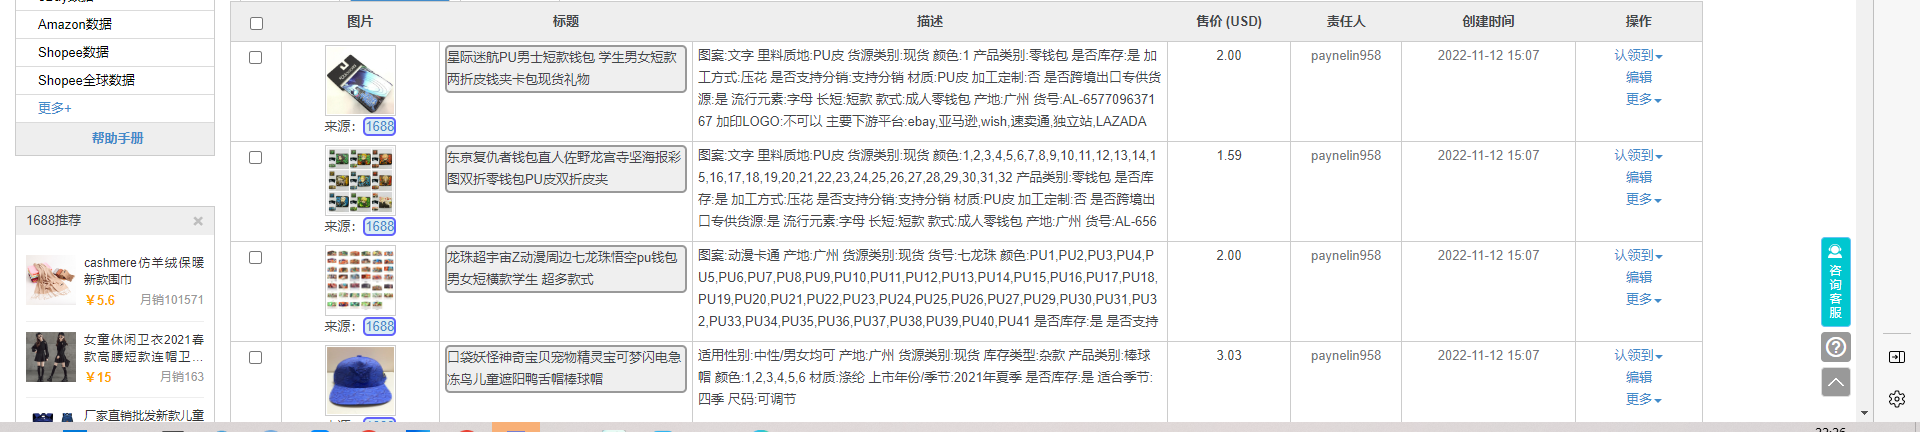 Amazon数据
Shopee数据
Shopee全球数据
更多+
帮助手册
1688推荐
cashmere仿羊绒保暖
新款围巾
¥5.6 月销101571
女童休闲卫衣2021春
款高腰短款连帽卫…
¥15 月销163
厂家直销批发新款儿童
图片 标题 描述 售价 (USD) 责任人 创建时间 操作
星际迷航PU男士短款钱包 学生男女短款
两折皮钱夹卡包现货礼物
来源：1688
图案:文字 里料质地:PU皮 货源类别:现货 颜色:1 产品类别:零钱包 是否库存:是 加
工方式:压花 是否支持分销:支持分销 材质:PU皮 加工定制:否 是否跨境出口专供货
源:是 流行元素:字母 长短:短款 款式:成人零钱包 产地:广州 货号:AL-6577096371
67 加印LOGO:不可以 主要下游平台:ebay,亚马逊,wish,速卖通,独立站,LAZADA
2.00 paynelin958 2022-11-12 15:07 认领到
编辑
更多
东京复仇者钱包直人佐野龙宫寺坚海报彩
图双折零钱包PU皮双折皮夹
来源：1688
图案:文字 里料质地:PU皮 货源类别:现货 颜色:1,2,3,4,5,6,7,8,9,10,11,12,13,14,1
5,16,17,18,19,20,21,22,23,24,25,26,27,28,29,30,31,32 产品类别:零钱包 是否库
存:是 加工方式:压花 是否支持分销:支持分销 材质:PU皮 加工定制:否 是否跨境出
口专供货源:是 流行元素:字母 长短:短款 款式:成人零钱包 产地:广州 货号:AL-656
1.59 paynelin958 2022-11-12 15:07 认领到
编辑
更多
龙珠超宇宙Z动漫周边七龙珠悟空pu钱包
男女短横款学生 超多款式
来源：1688
图案:动漫卡通 产地:广州 货源类别:现货 货号:七龙珠 颜色:PU1,PU2,PU3,PU4,P
U5,PU6,PU7,PU8,PU9,PU10,PU11,PU12,PU13,PU14,PU15,PU16,PU17,PU18,
PU19,PU20,PU21,PU22,PU23,PU24,PU25,PU26,PU27,PU29,PU30,PU31,PU3
2,PU33,PU34,PU35,PU36,PU37,PU38,PU39,PU40,PU41 是否库存:是 是否支持
2.00 paynelin958 2022-11-12 15:07 认领到
编辑
更多
口袋妖怪神奇宝贝宠物精灵宝可梦闪电急
冻鸟儿童遮阳鸭舌帽棒球帽
适用性别:中性/男女均可 产地:广州 货源类别:现货 库存类型:杂款 产品类别:棒球
帽 颜色:1,2,3,4,5,6 材质:涤纶 上市年份/季节:2021年夏季 是否库存:是 适合季节:
四季 尺码:可调节
3.03 paynelin958 2022-11-12 15:07 认领到
编辑
更多
咨询客服